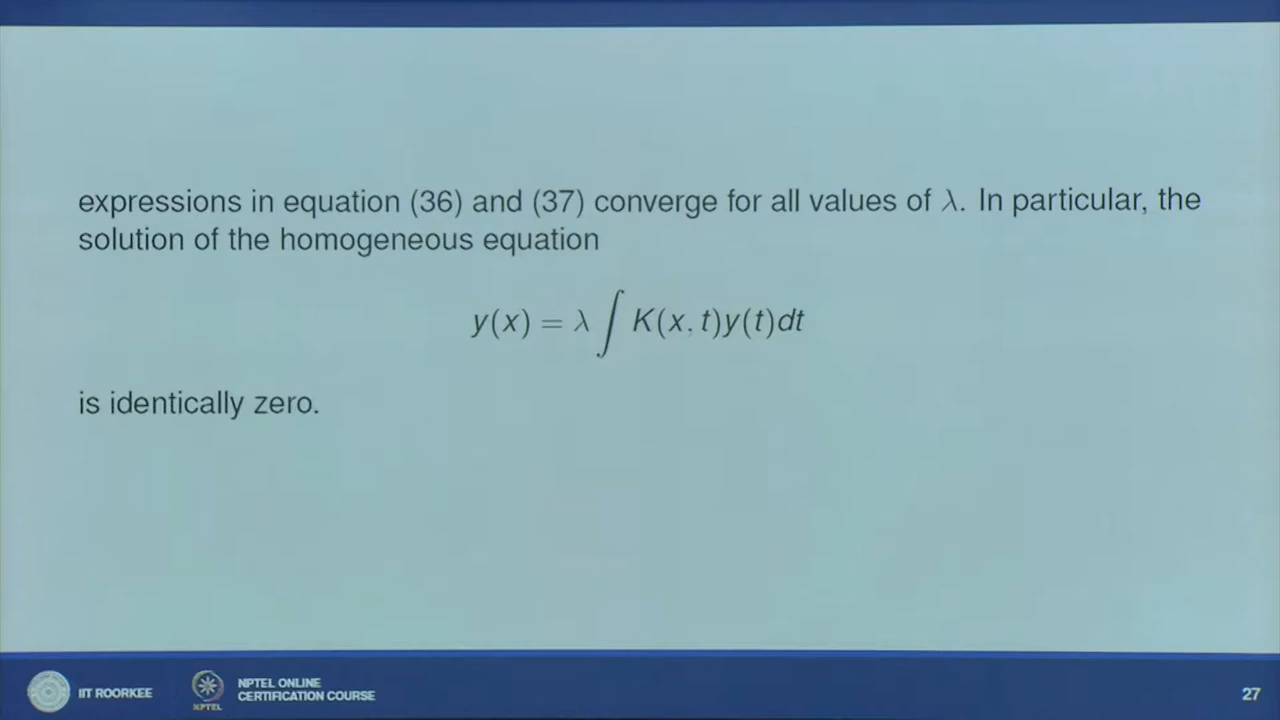 expressions in equation (36) and (37) converge for all values of λ. In particular, the
solution of the homogeneous equation
y(x) = λ ∫ K(x, t)y(t)dt
is identically zero.
IIT ROORKEE
NPTEL
NPTEL ONLINE
CERTIFICATION COURSE
27